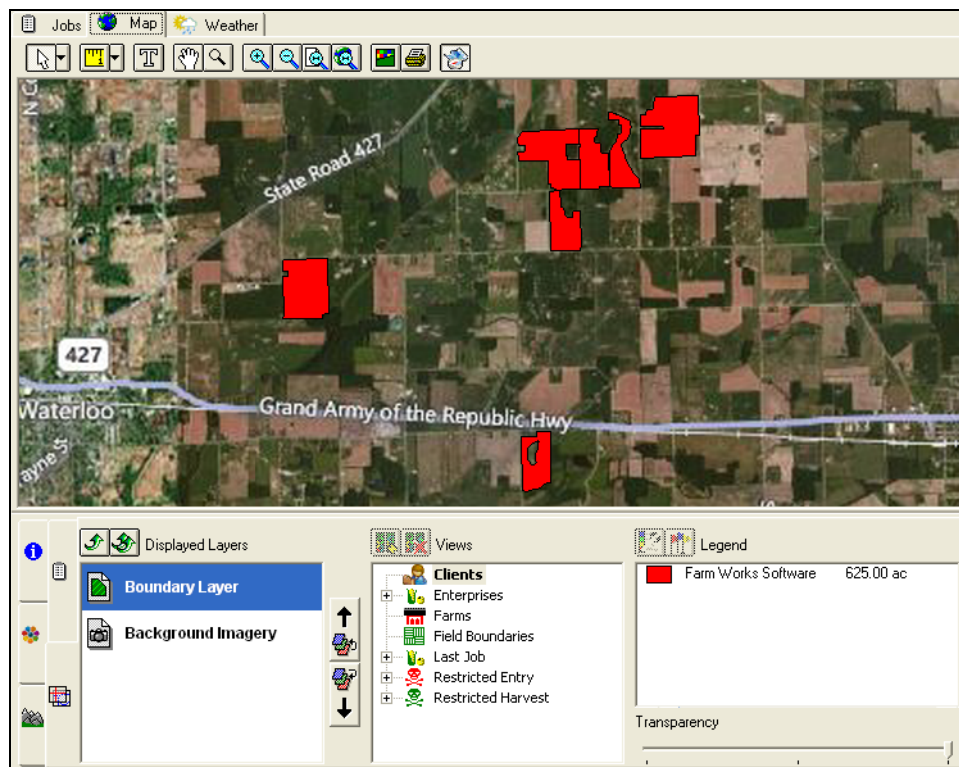 Jobs Map Weather
N C
State Road 427
427
Waterloo
Grand Army of the Republic Hwy
ayne St
Displayed Layers
Boundary Layer
Background Imagery
Views
Clients
Enterprises
Farms
Field Boundaries
Last Job
Restricted Entry
Restricted Harvest
Legend
Farm Works Software 625.00 ac
Transparency